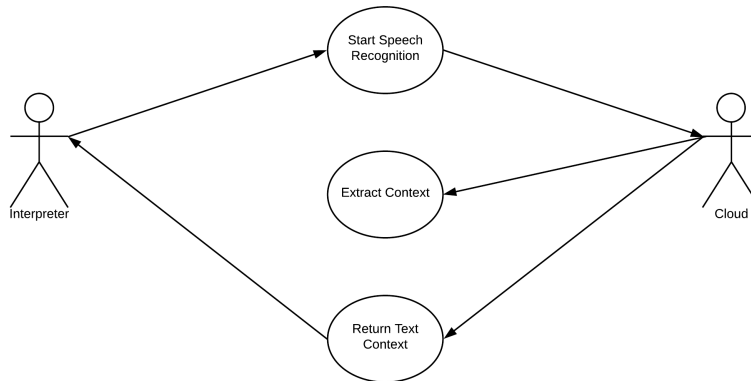 Start Speech
Recognition
Extract Context
Interpreter
Cloud
Return Text
Context